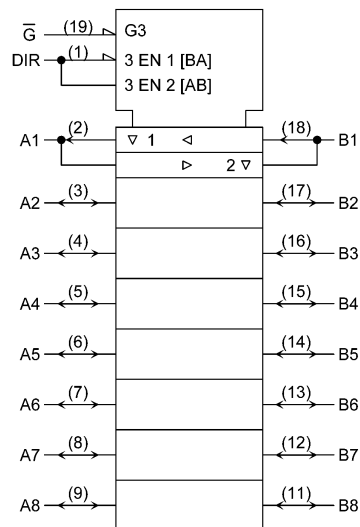 G̅ (19) G3
DIR (1) 3 EN 1 [BA]
3 EN 2 [AB]
A1 (2) ▽ 1 ◁ (18) B1
▷ 2 ▽
A2 (3) (17) B2
A3 (4) (16) B3
A4 (5) (15) B4
A5 (6) (14) B5
A6 (7) (13) B6
A7 (8) (12) B7
A8 (9) (11) B8